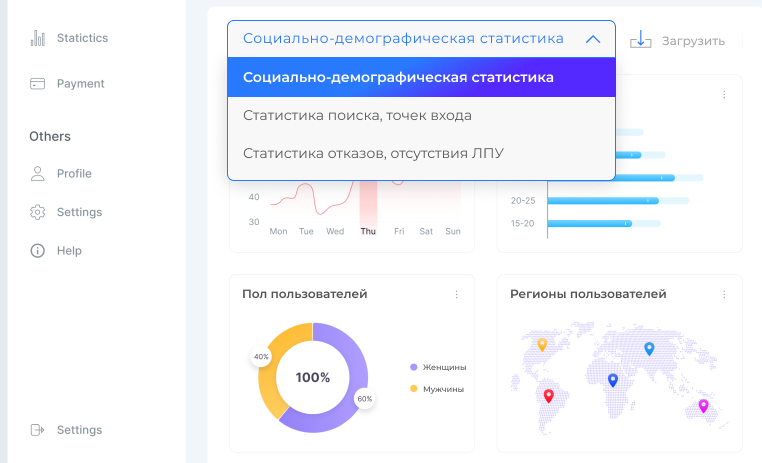 Statictics
Payment
Others
Profile
Settings
Help
Settings
Социально-демографическая статистика
Загрузить
Социально-демографическая статистика
Статистика поиска, точек входа
Статистика отказов, отсутствия ЛПУ
40
30
Mon Tue Wed Thu Fri Sat Sun
20-25
15-20
Пол пользователей
40%
100%
60%
Женщины
Мужчины
Регионы пользователей